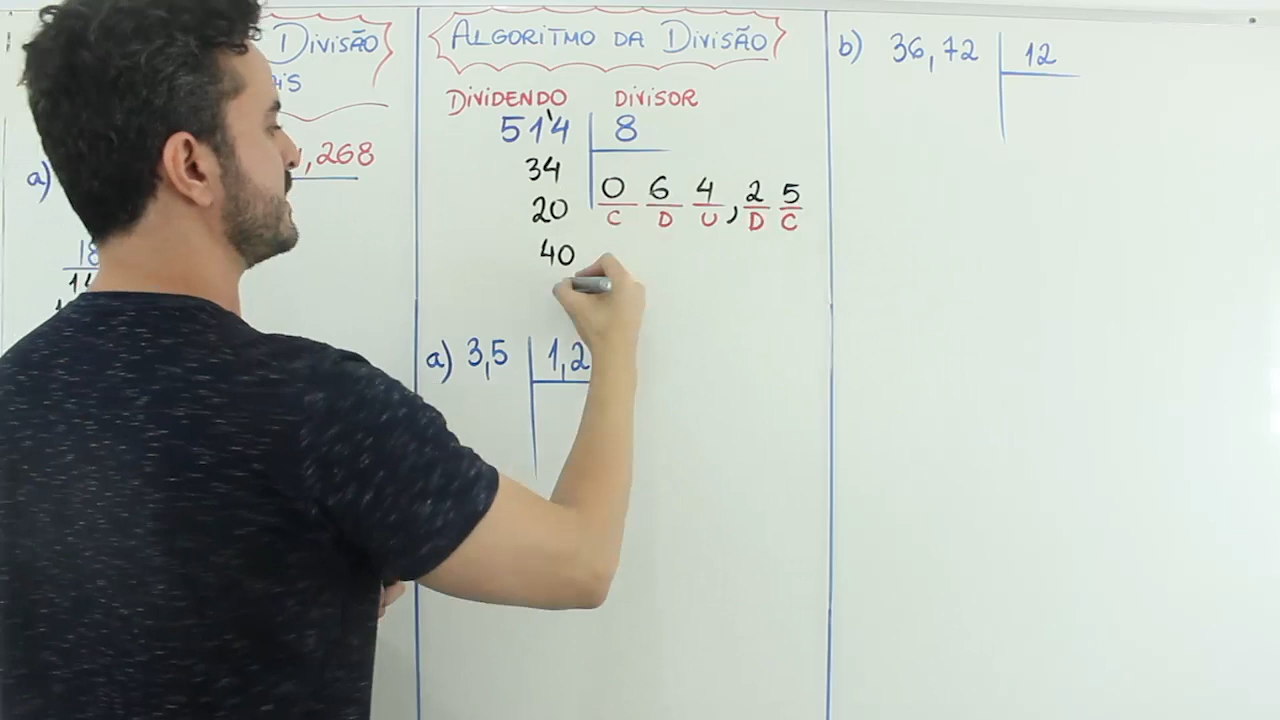 Divisão
a)
,268
18
ALGORITMO DA DIVISÃO
DIVIDENDO DIVISOR
514 8
34
0 6 4 , 2 5
C D U D C
20
40
a) 3,5 1,2
b) 36,72 12